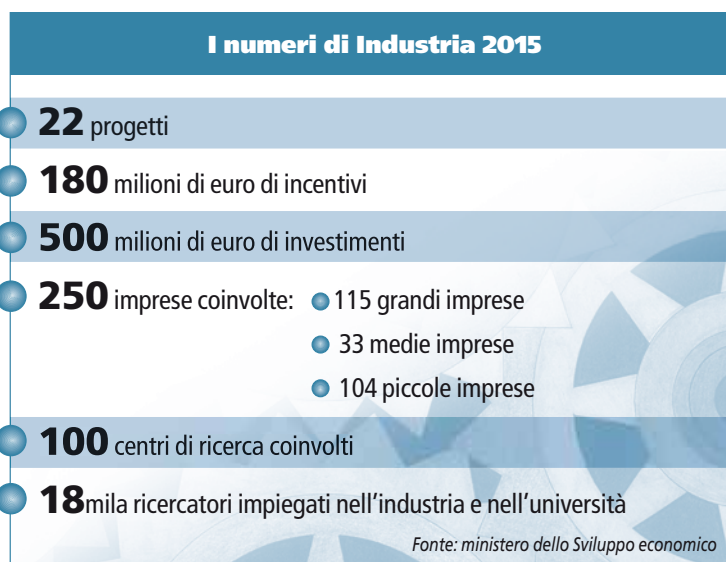 I numeri di Industria 2015
22 progetti
180 milioni di euro di incentivi
500 milioni di euro di investimenti
250 imprese coinvolte: 115 grandi imprese
33 medie imprese
104 piccole imprese
100 centri di ricerca coinvolti
18mila ricercatori impiegati nell'industria e nell'università
Fonte: ministero dello Sviluppo economico